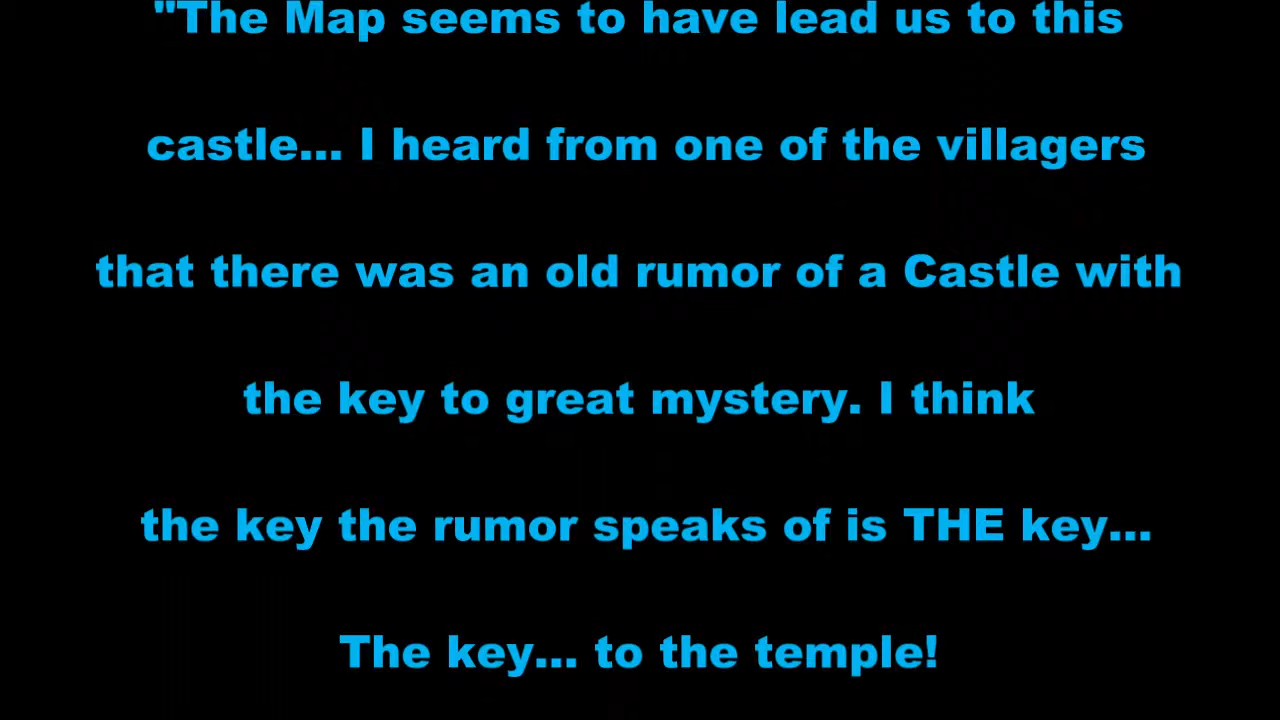 "The Map seems to have lead us to this
castle... I heard from one of the villagers
that there was an old rumor of a Castle with
the key to great mystery. I think
the key the rumor speaks of is THE key...
The key... to the temple!